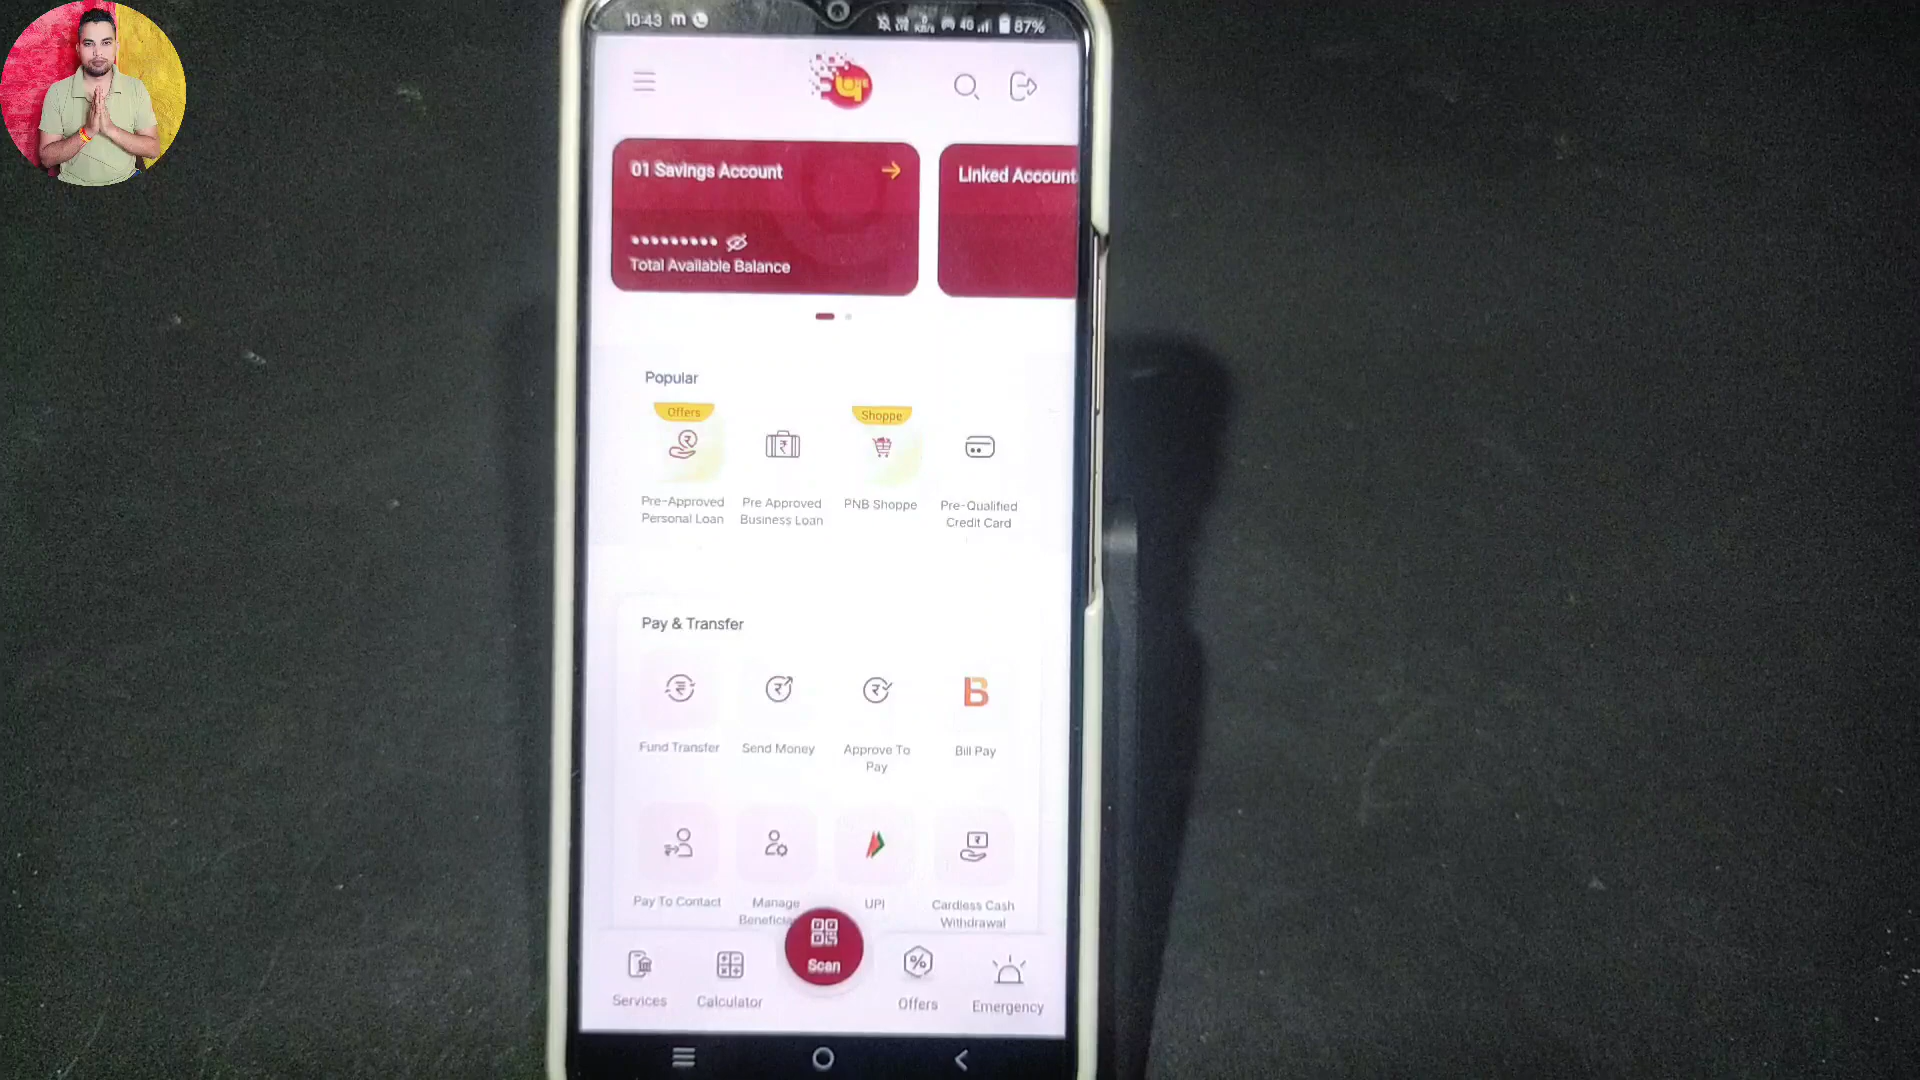 10:43
4G 87%
01 Savings Account
Linked Account
Total Available Balance
Popular
Offers
Shoppe
Pre-Approved
Personal Loan
Pre Approved
Business Loan
PNB Shoppe
Pre-Qualified
Credit Card
Pay & Transfer
Fund Transfer
Send Money
Approve To
Pay
Bill Pay
Pay To Contact
Manage
UPI
Cardless Cash
Withdrawal
Scan
Services
Calculator
Offers
Emergency